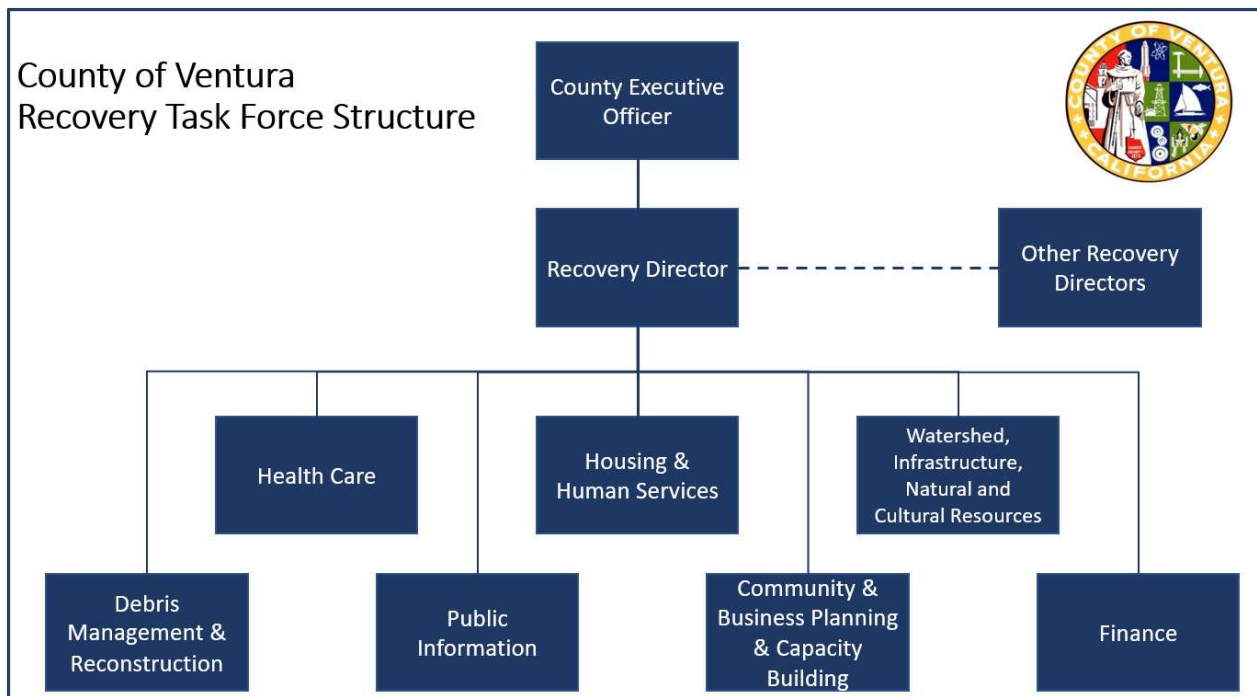 County of Ventura
Recovery Task Force Structure
COUNTY OF VENTURA
CALIFORNIA
County Executive
Officer
Recovery Director
Other Recovery
Directors
Health Care
Housing &
Human Services
Watershed,
Infrastructure,
Natural and
Cultural Resources
Debris
Management &
Reconstruction
Public
Information
Community &
Business Planning
& Capacity
Building
Finance